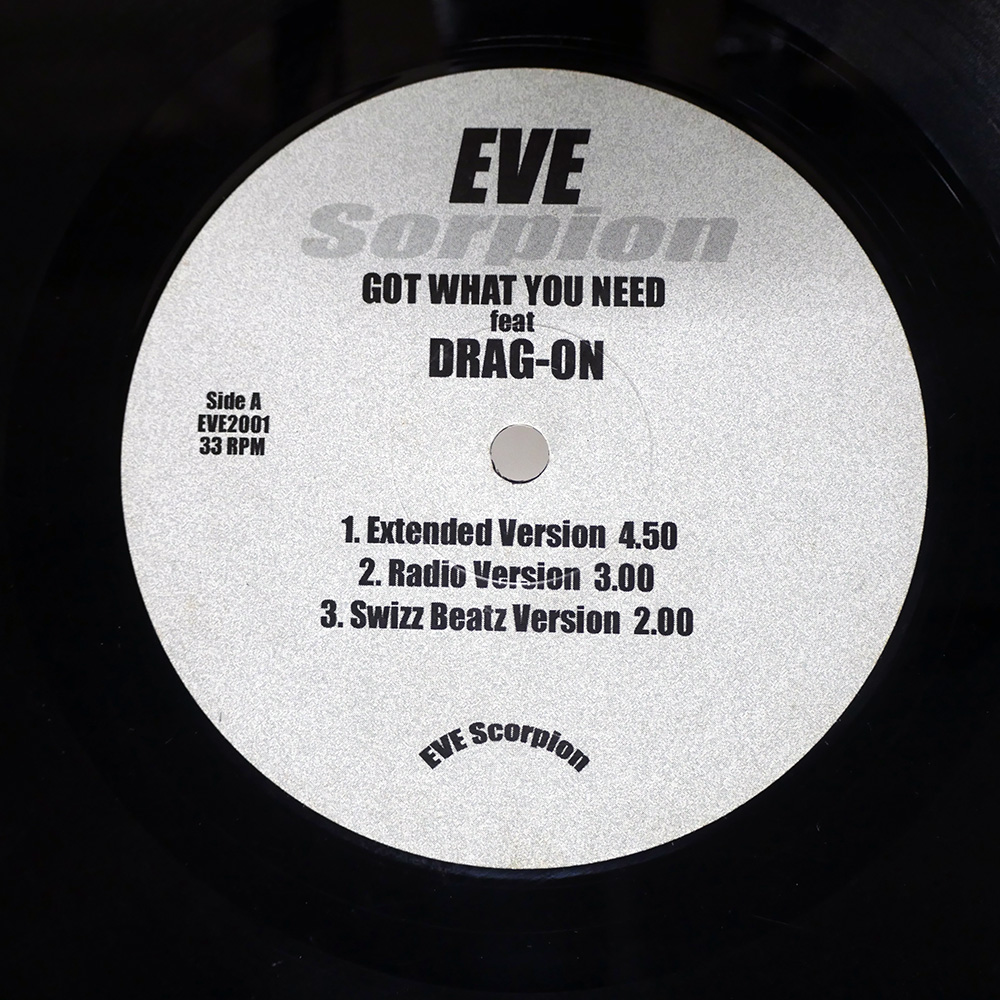 EVE
Sorpion
GOT WHAT YOU NEED
feat
DRAG-ON
Side A
EVE2001
33 RPM
1. Extended Version 4.50
2. Radio Version 3.00
3. Swizz Beatz Version 2.00
EVE Scorpion